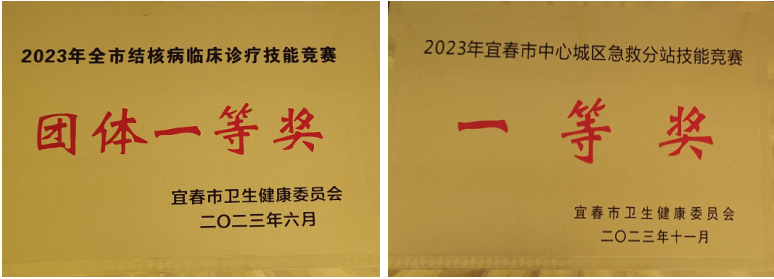 2023年全市结核病临床诊疗技能竞赛
团体一等奖
宜春市卫生健康委员会
二〇二三年六月
2023年宜春市中心城区急救分站技能竞赛
一等奖
宜春市卫生健康委员会
二〇二三年十一月